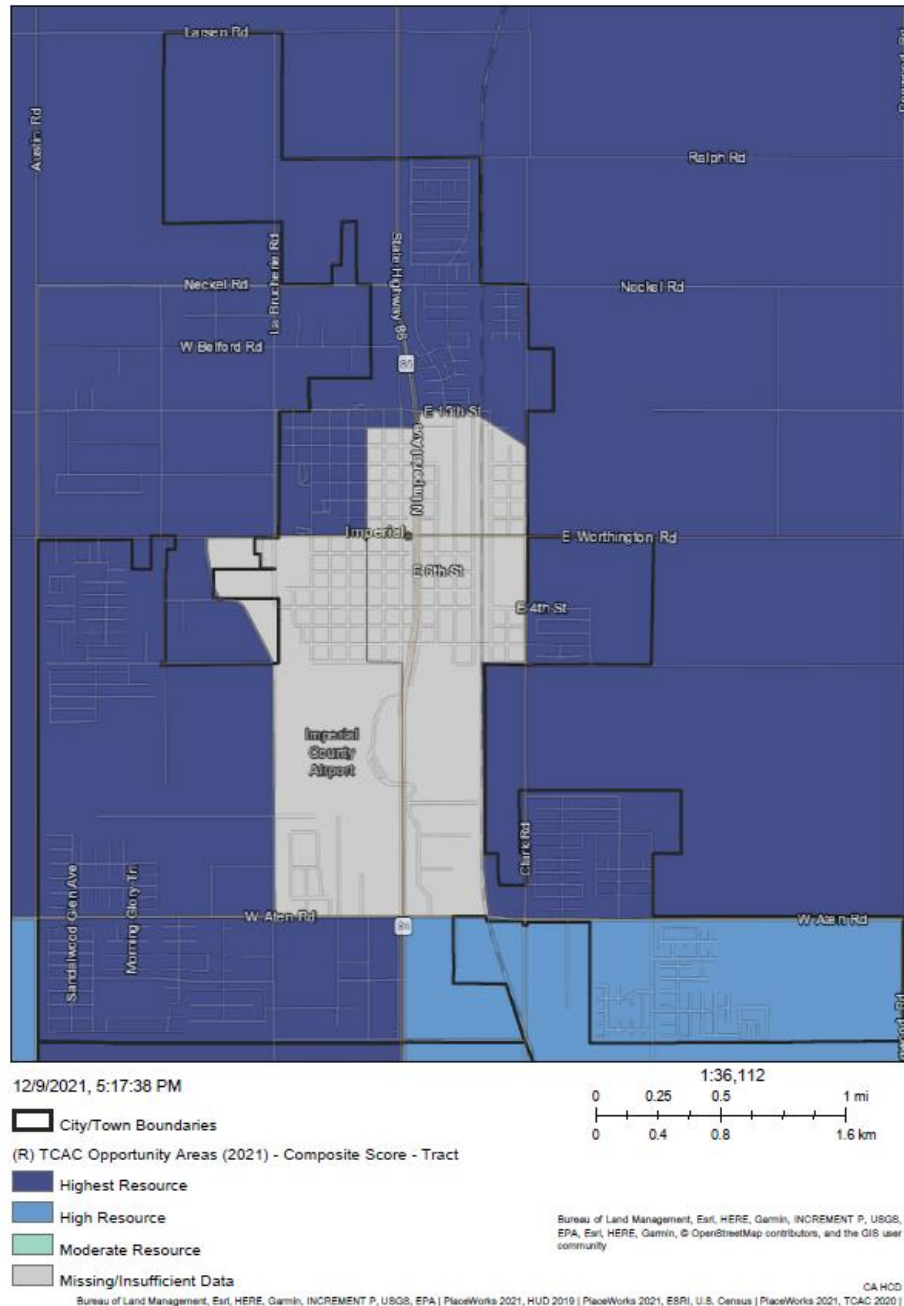 Larsen Rd
Austin Rd
Ralph Rd
La Brucherie Rd
State Highway 86
Neckel Rd
Neckel Rd
W Belford Rd
86
E 15th St
N Imperial Ave
Imperial
E Worthington Rd
E 6th St
E 4th St
Imperial
County
Airport
Clark Rd
Sandalwood Glen Ave
Morning Glory Trl
W Aten Rd
W Aten Rd
86
12/9/2021, 5:17:38 PM
1:36,112
0 0.25 0.5 1 mi
0 0.4 0.8 1.6 km
City/Town Boundaries
(R) TCAC Opportunity Areas (2021) - Composite Score - Tract
Highest Resource
High Resource
Moderate Resource
Missing/Insufficient Data
Bureau of Land Management, Esri, HERE, Garmin, INCREMENT P, USGS,
EPA, Esri, HERE, Garmin, © OpenStreetMap contributors, and the GIS user
community
CA HCD
Bureau of Land Management, Esri, HERE, Garmin, INCREMENT P, USGS, EPA | PlaceWorks 2021, HUD 2019 | PlaceWorks 2021, ESRI, U.S. Census | PlaceWorks 2021, TCAC 2020 |